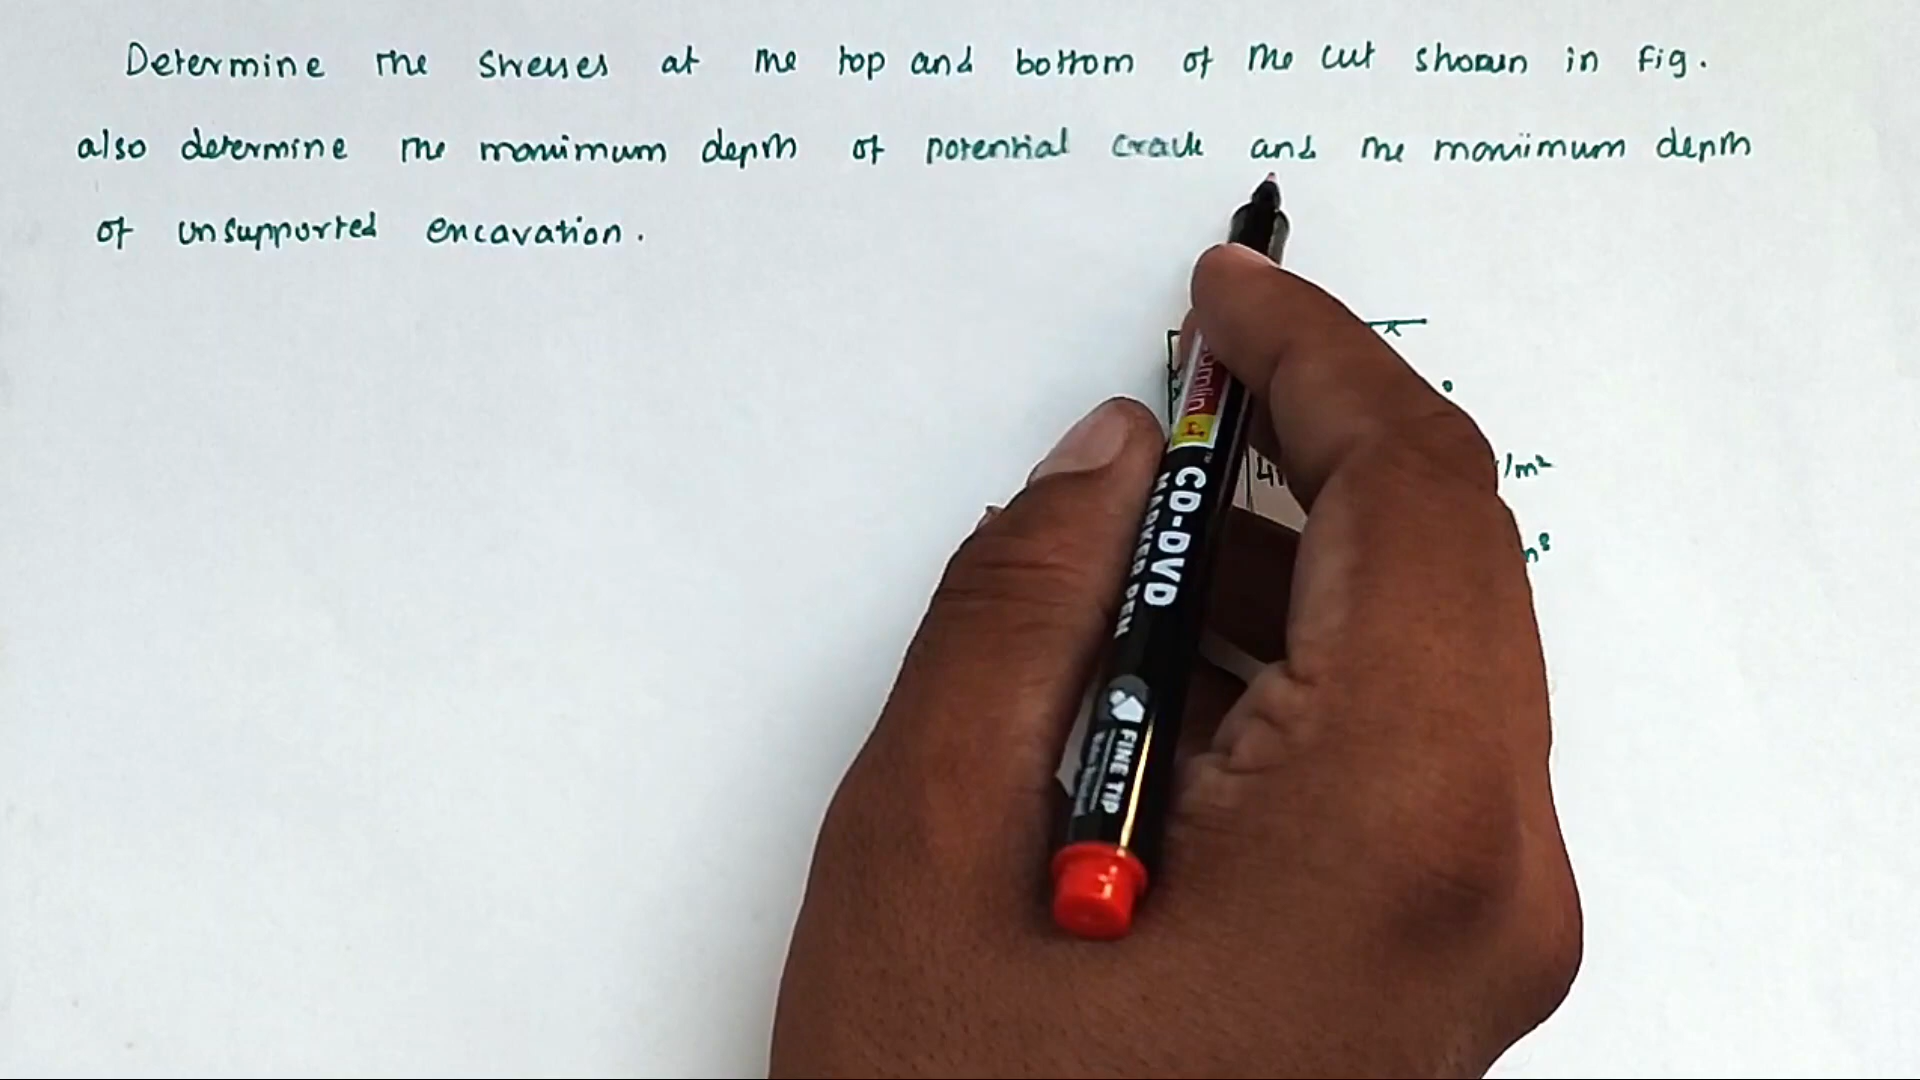 Determine the stresses at the top and bottom of the cut shown in fig.
also determine the maximum depth of potential crack and the maximum depth
of unsupported excavation.
/m²
CD-DVD
MARKER PEN
FINE TIP